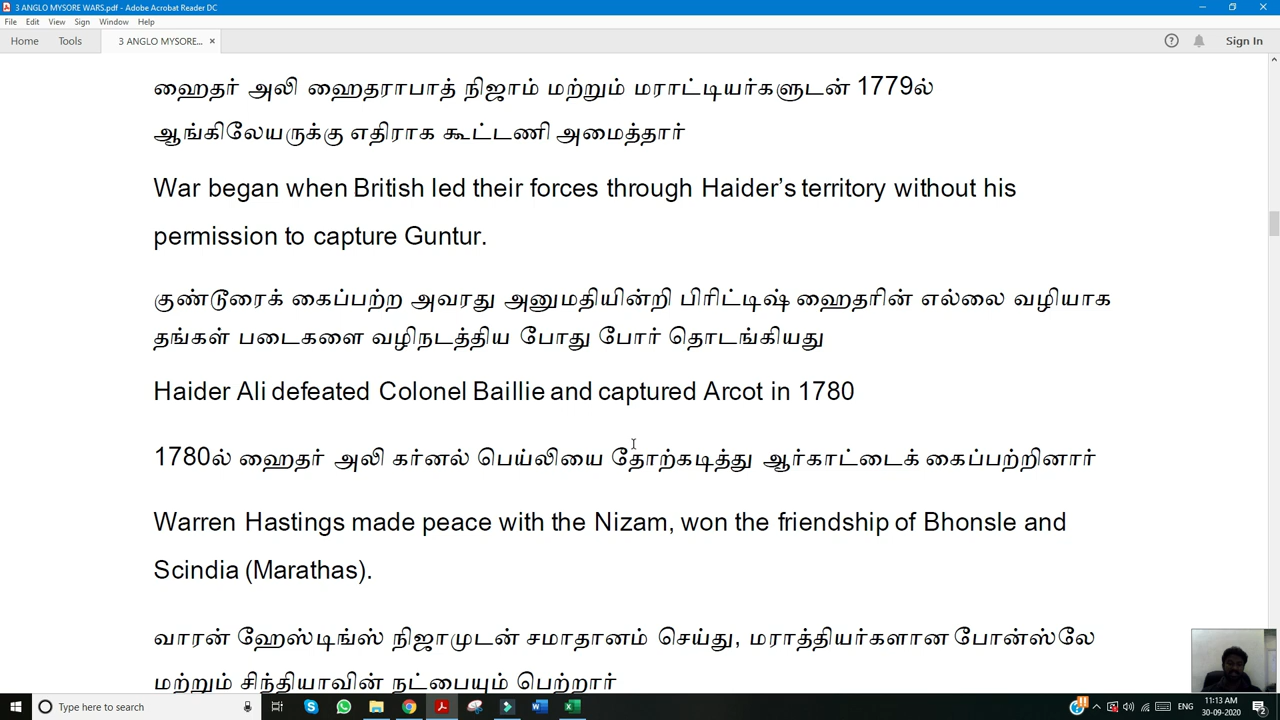 3 ANGLO MYSORE WARS.pdf - Adobe Acrobat Reader DC
File Edit View Sign Window Help
Home Tools 3 ANGLO MYSORE... × Sign In
ஹைதர் அலி ஹைதராபாத் நிஜாம் மற்றும் மராட்டியர்களுடன் 1779ல்
ஆங்கிலேயருக்கு எதிராக கூட்டணி அமைத்தார்
War began when British led their forces through Haider's territory without his
permission to capture Guntur.
குண்டூரைக் கைப்பற்ற அவரது அனுமதியின்றி பிரிட்டிஷ் ஹைதரின் எல்லை வழியாக
தங்கள் படைகளை வழிநடத்திய போது போர் தொடங்கியது
Haider Ali defeated Colonel Baillie and captured Arcot in 1780
1780ல் ஹைதர் அலி கர்னல் பெய்லியை தோற்கடித்து ஆர்காட்டைக் கைப்பற்றினார்
Warren Hastings made peace with the Nizam, won the friendship of Bhonsle and
Scindia (Marathas).
வாரன் ஹேஸ்டிங்ஸ் நிஜாமுடன் சமாதானம் செய்து, மராத்தியர்களான போன்ஸ்லே
மற்றும் சிந்தியாவின் நட்பையும் பெற்றார்
Type here to search ENG 11:13 AM
30-09-2020